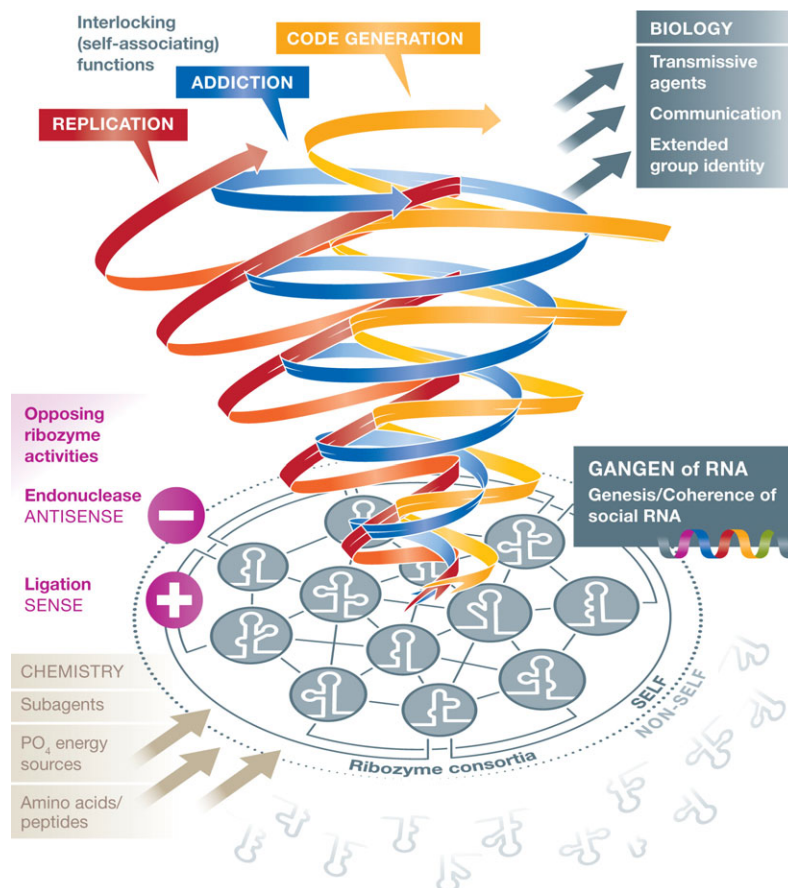 Interlocking
(self-associating)
functions
CODE GENERATION
ADDICTION
REPLICATION
BIOLOGY
Transmissive
agents
Communication
Extended
group identity
Opposing
ribozyme
activities
Endonuclease
ANTISENSE
Ligation
SENSE
GANGEN of RNA
Genesis/Coherence of
social RNA
CHEMISTRY
Subagents
PO₄ energy
sources
Amino acids/
peptides
SELF
NON-SELF
Ribozyme consortia